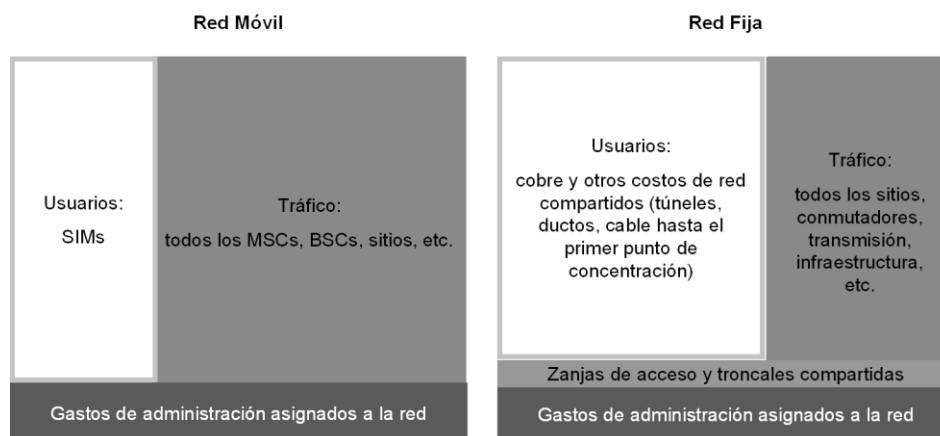 Red Móvil
Usuarios:
SIMs
Tráfico:
todos los MSCs, BSCs, sitios, etc.
Gastos de administración asignados a la red
Red Fija
Usuarios:
cobre y otros costos de red
compartidos (túneles,
ductos, cable hasta el
primer punto de
concentración)
Tráfico:
todos los sitios,
conmutadores,
transmisión,
infraestructura,
etc.
Zanjas de acceso y troncales compartidas
Gastos de administración asignados a la red